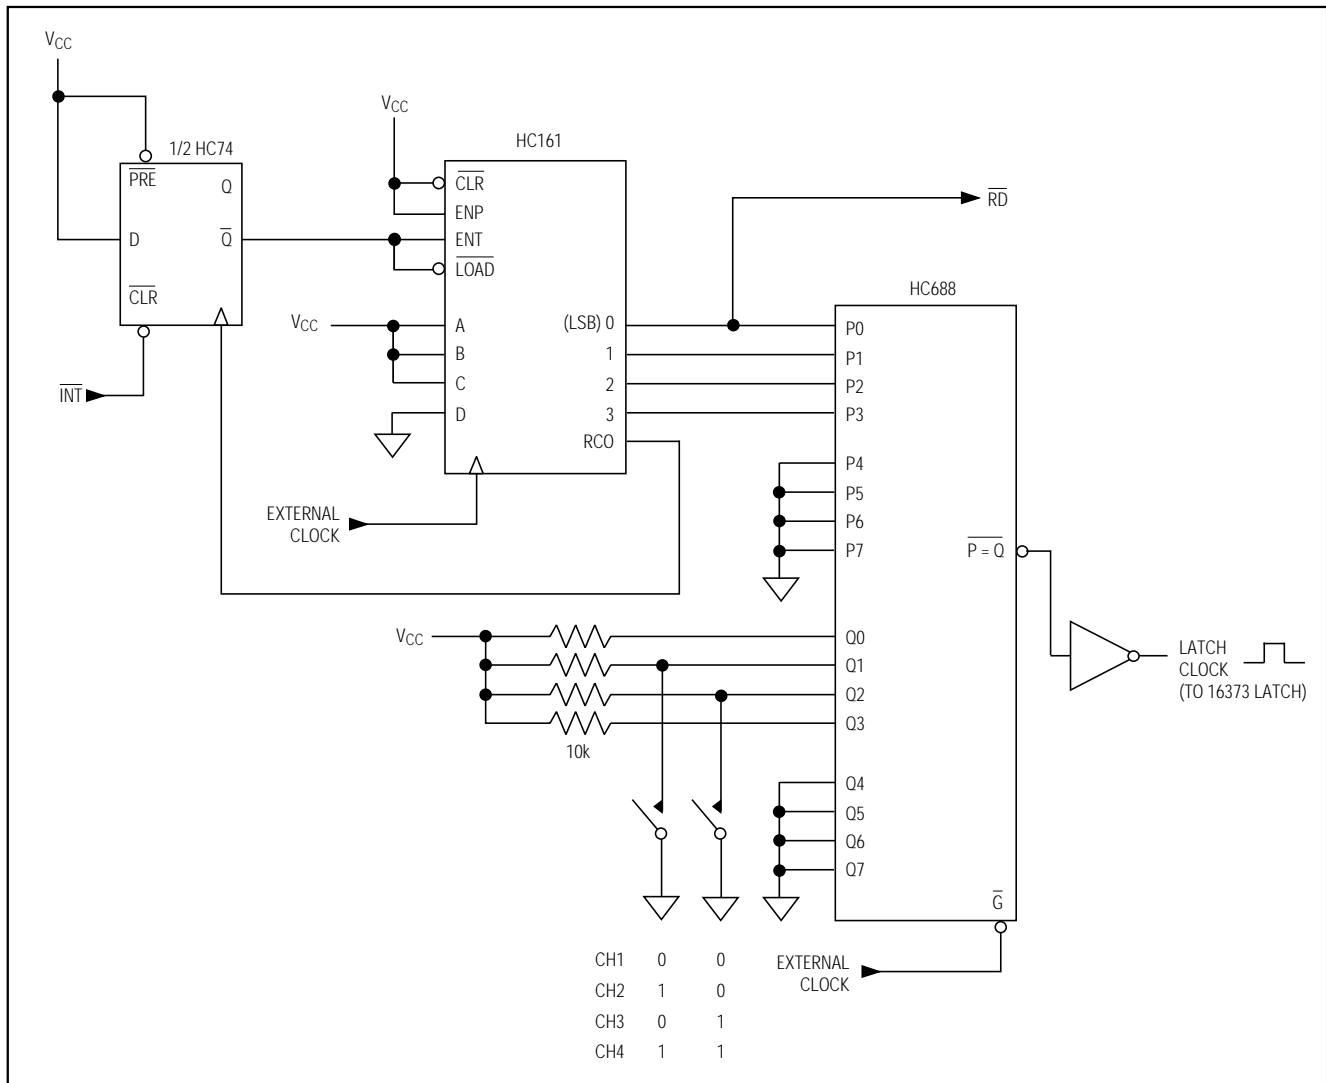 VCC
1/2 HC74
PRE
Q
D
Q
CLR
INT
VCC
HC161
CLR
ENP
ENT
LOAD
VCC
A
B
C
D
(LSB) 0
1
2
3
RCO
EXTERNAL
CLOCK
RD
HC688
P0
P1
P2
P3
P4
P5
P6
P7
P = Q
VCC
10k
Q0
Q1
Q2
Q3
Q4
Q5
Q6
Q7
G
LATCH
CLOCK
(TO 16373 LATCH)
EXTERNAL
CLOCK
CH1 0 0
CH2 1 0
CH3 0 1
CH4 1 1